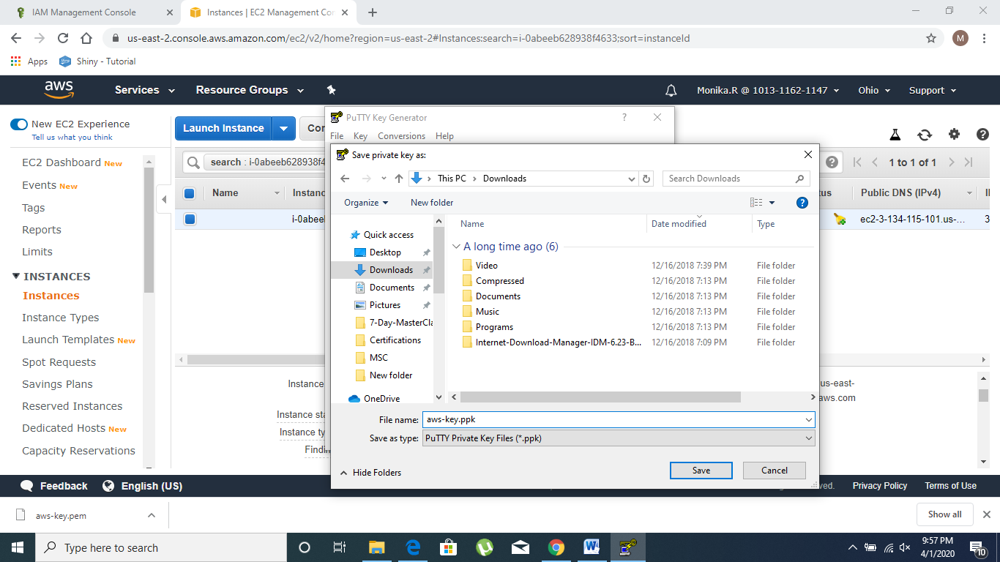 IAM Management Console
Instances | EC2 Management Con
us-east-2.console.aws.amazon.com/ec2/v2/home?region=us-east-2#Instances:search=i-0abeeb628938f4633;sort=instanceId
M
Apps
Shiny - Tutorial
aws
Services
Resource Groups
Monika.R @ 1013-1162-1147
Ohio
Support
New EC2 Experience
Tell us what you think
EC2 Dashboard New
Events New
Tags
Reports
Limits
INSTANCES
Instances
Instance Types
Launch Templates New
Spot Requests
Savings Plans
Reserved Instances
Dedicated Hosts New
Capacity Reservations
Launch Instance
Con
search : i-0abeeb628938f4
1 to 1 of 1
Name
Instanc
tus
Public DNS (IPv4)
i-0abeeb
ec2-3-134-115-101.us-...
3
Instance
Instance sta
Instance typ
Findin
us-east-
aws.com
PuTTY Key Generator
?
File
Key
Conversions
Help
Save private key as:
This PC
Downloads
Search Downloads
Organize
New folder
Quick access
Desktop
Downloads
Documents
Pictures
7-Day-MasterCla
Certifications
MSC
New folder
OneDrive
Name
Date modified
Type
A long time ago (6)
Video 12/16/2018 7:39 PM File folder
Compressed 12/16/2018 7:13 PM File folder
Documents 12/16/2018 7:13 PM File folder
Music 12/16/2018 7:13 PM File folder
Programs 12/16/2018 7:13 PM File folder
Internet-Download-Manager-IDM-6.23-B... 12/16/2018 7:09 PM File folder
File name: aws-key.ppk
Save as type: PuTTY Private Key Files (*.ppk)
Hide Folders
Save
Cancel
Feedback
English (US)
ved.
Privacy Policy
Terms of Use
aws-key.pem
Show all
Type here to search
9:57 PM
4/1/2020
10